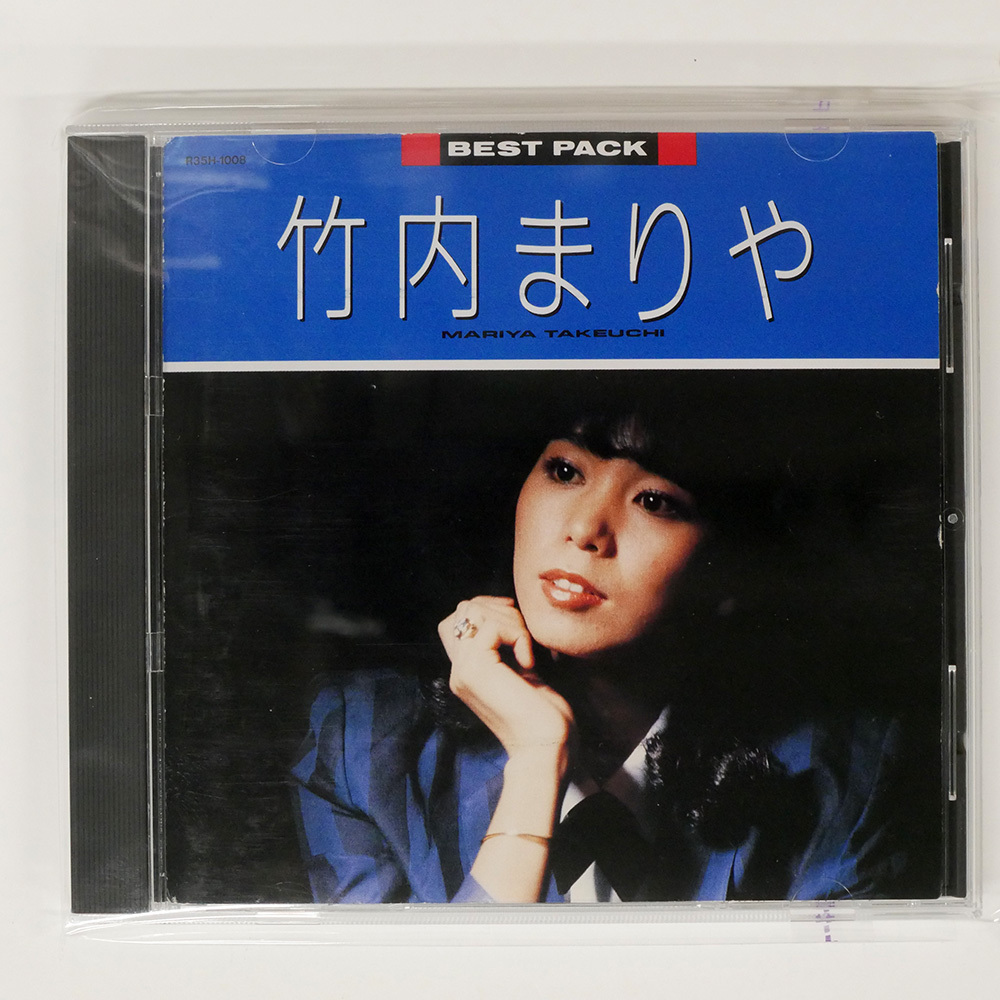 R35H-1008
BEST PACK
竹内まりや
MARIYA TAKEUCHI